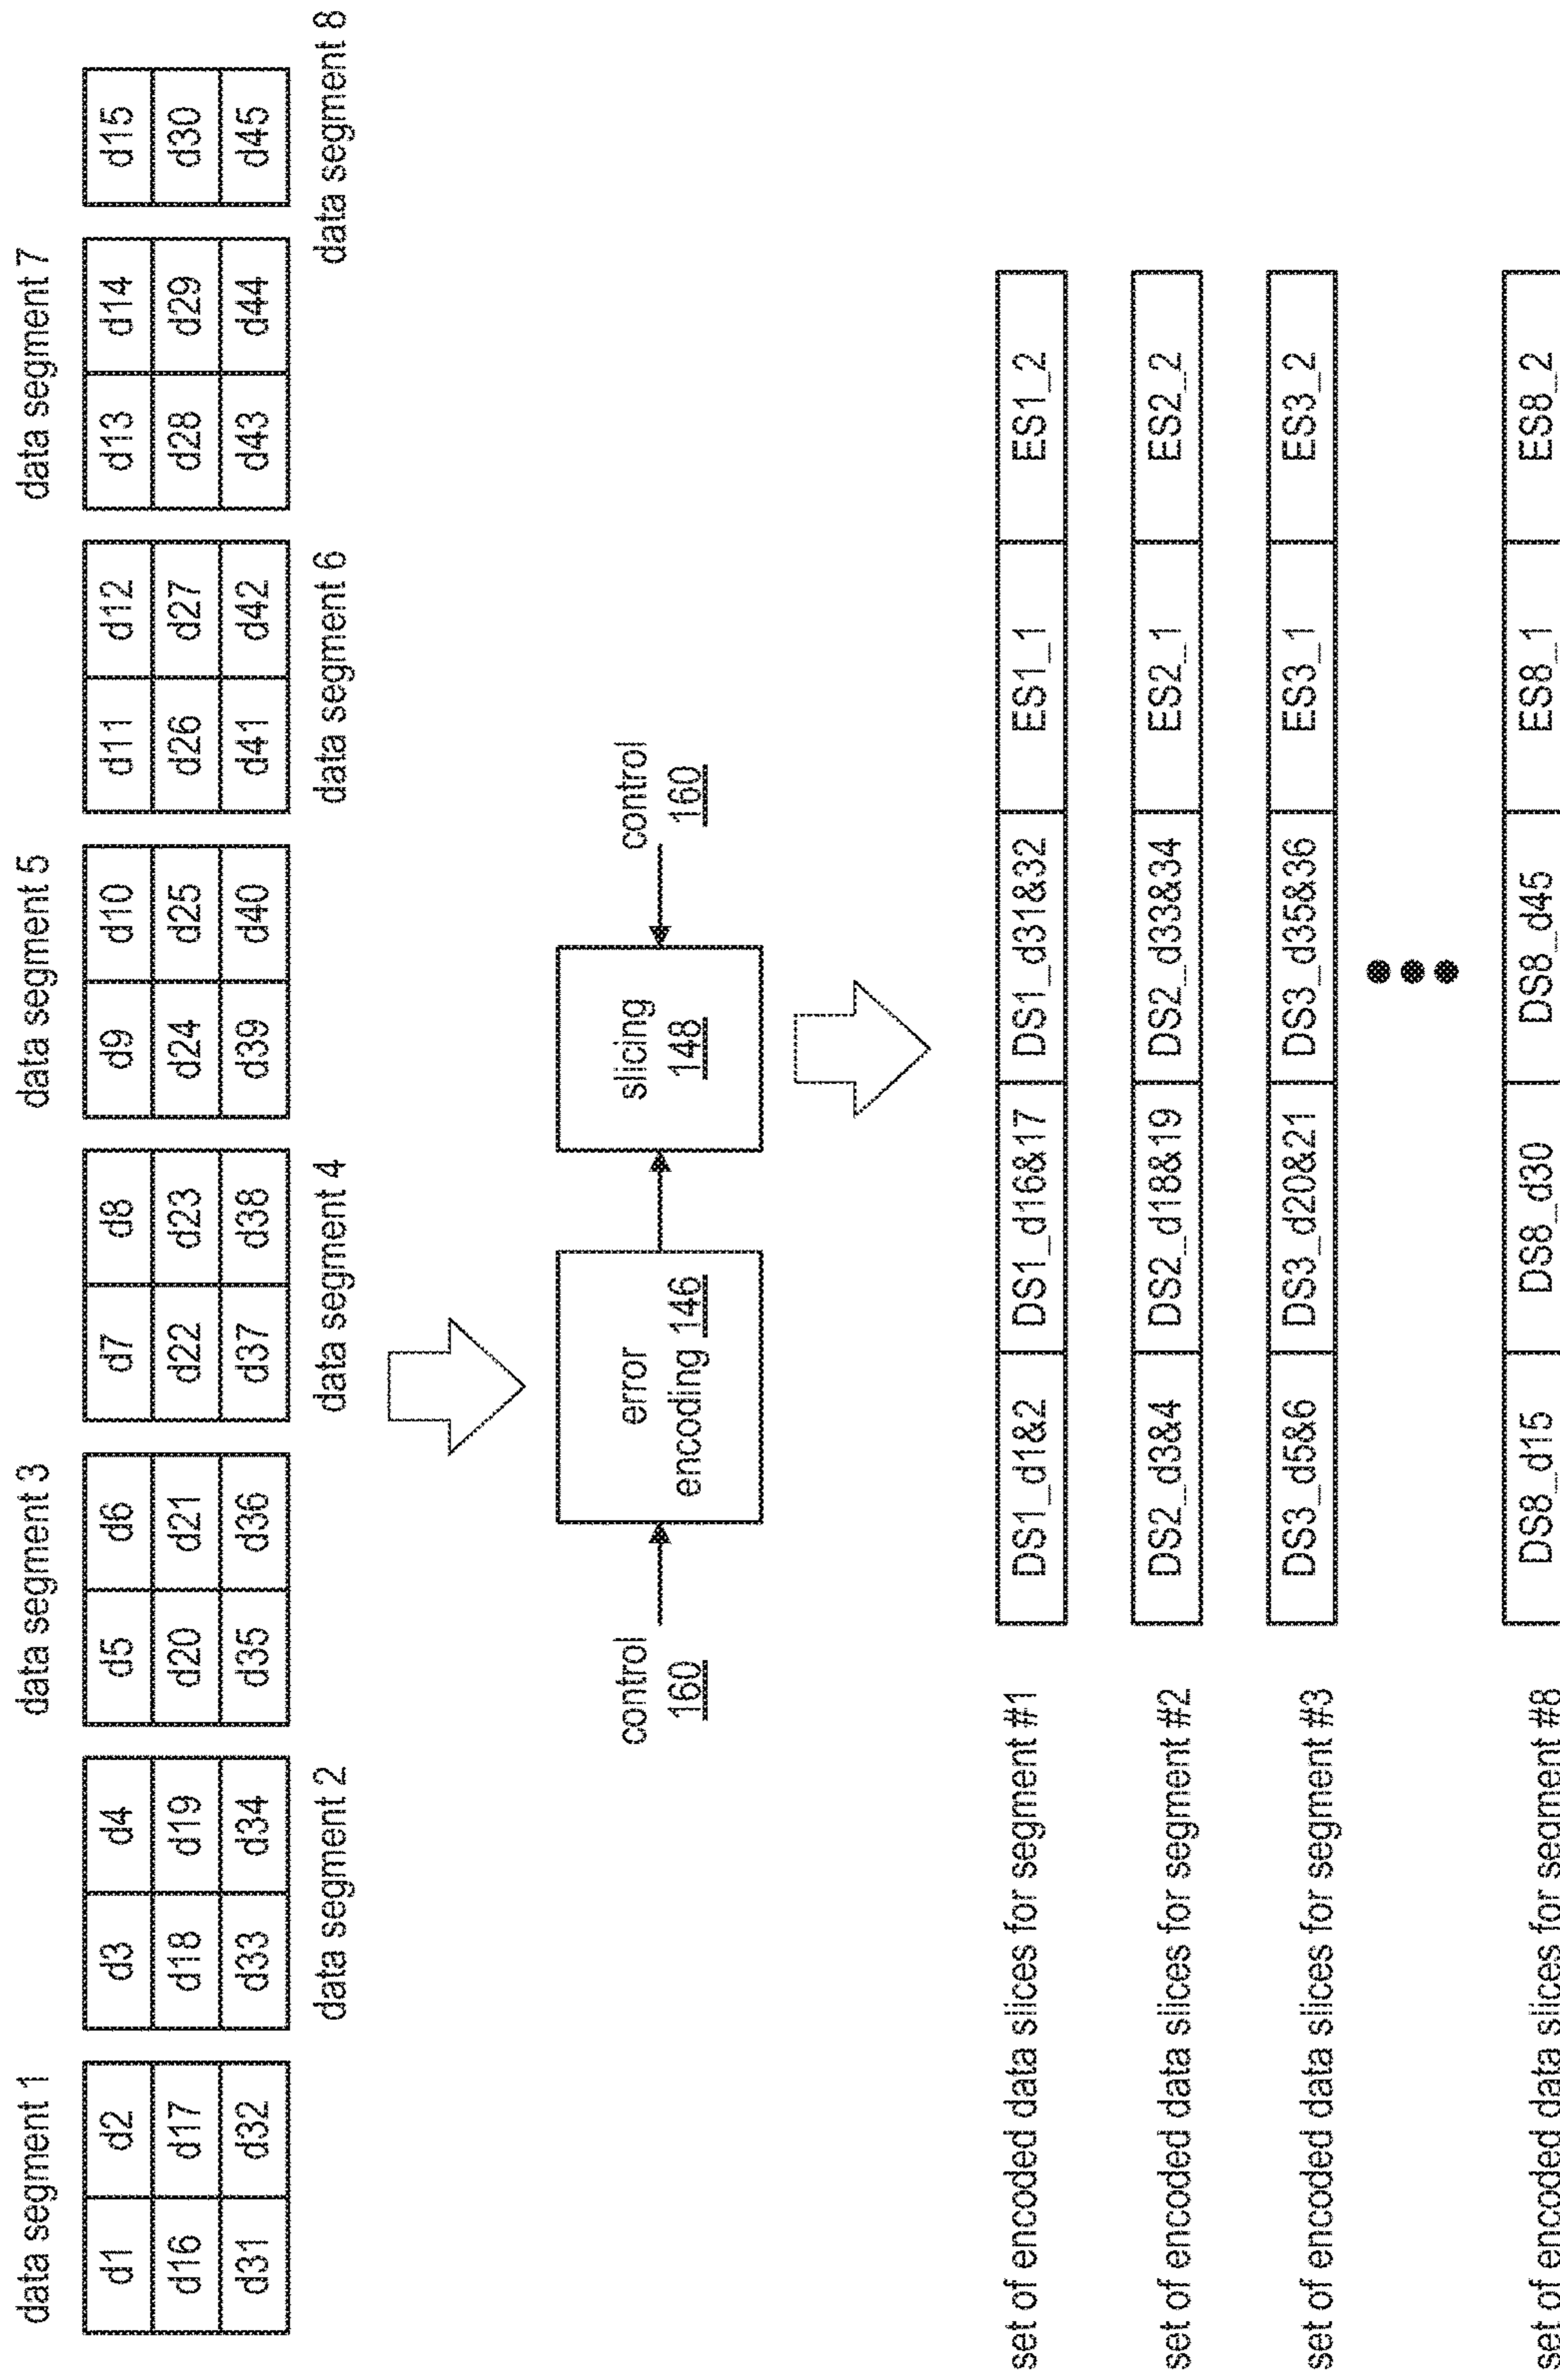 data segment 1
data segment 3
data segment 5
data segment 7
d1 d2 d3 d4 d5 d6 d7 d8 d9 d10 d11 d12 d13 d14 d15
d16 d17 d18 d19 d20 d21 d22 d23 d24 d25 d26 d27 d28 d29 d30
d31 d32 d33 d34 d35 d36 d37 d38 d39 d40 d41 d42 d43 d44 d45
data segment 2
data segment 4
data segment 6
data segment 8
control
160
error
encoding 146
slicing
148
control
160
set of encoded data slices for segment #1 DS1_d1&2 DS1_d16&17 DS1_d31&32 ES1_1 ES1_2
set of encoded data slices for segment #2 DS2_d3&4 DS2_d18&19 DS2_d33&34 ES2_1 ES2_2
set of encoded data slices for segment #3 DS3_d5&6 DS3_d20&21 DS3_d35&36 ES3_1 ES3_2
set of encoded data slices for segment #8 DS8_d15 DS8_d30 DS8_d45 ES8_1 ES8_2